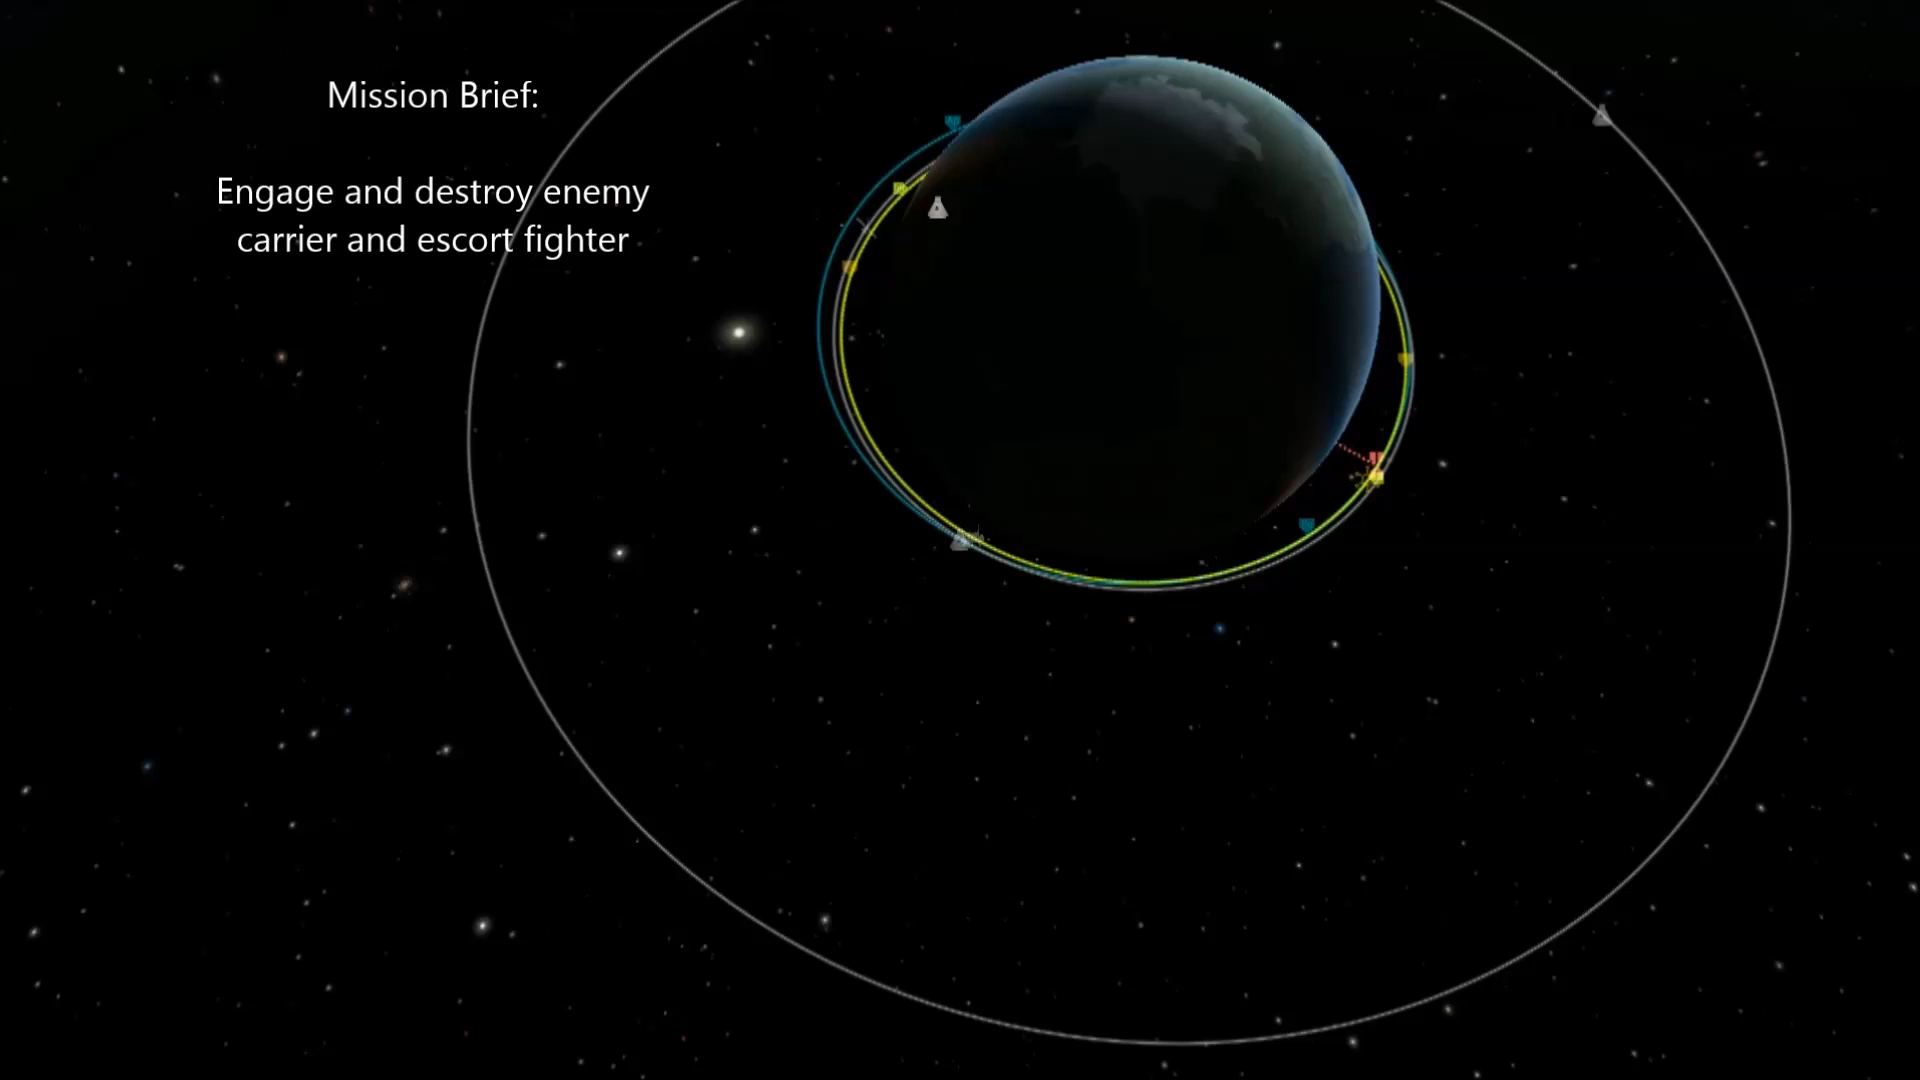 Mission Brief:
Engage and destroy enemy
carrier and escort fighter